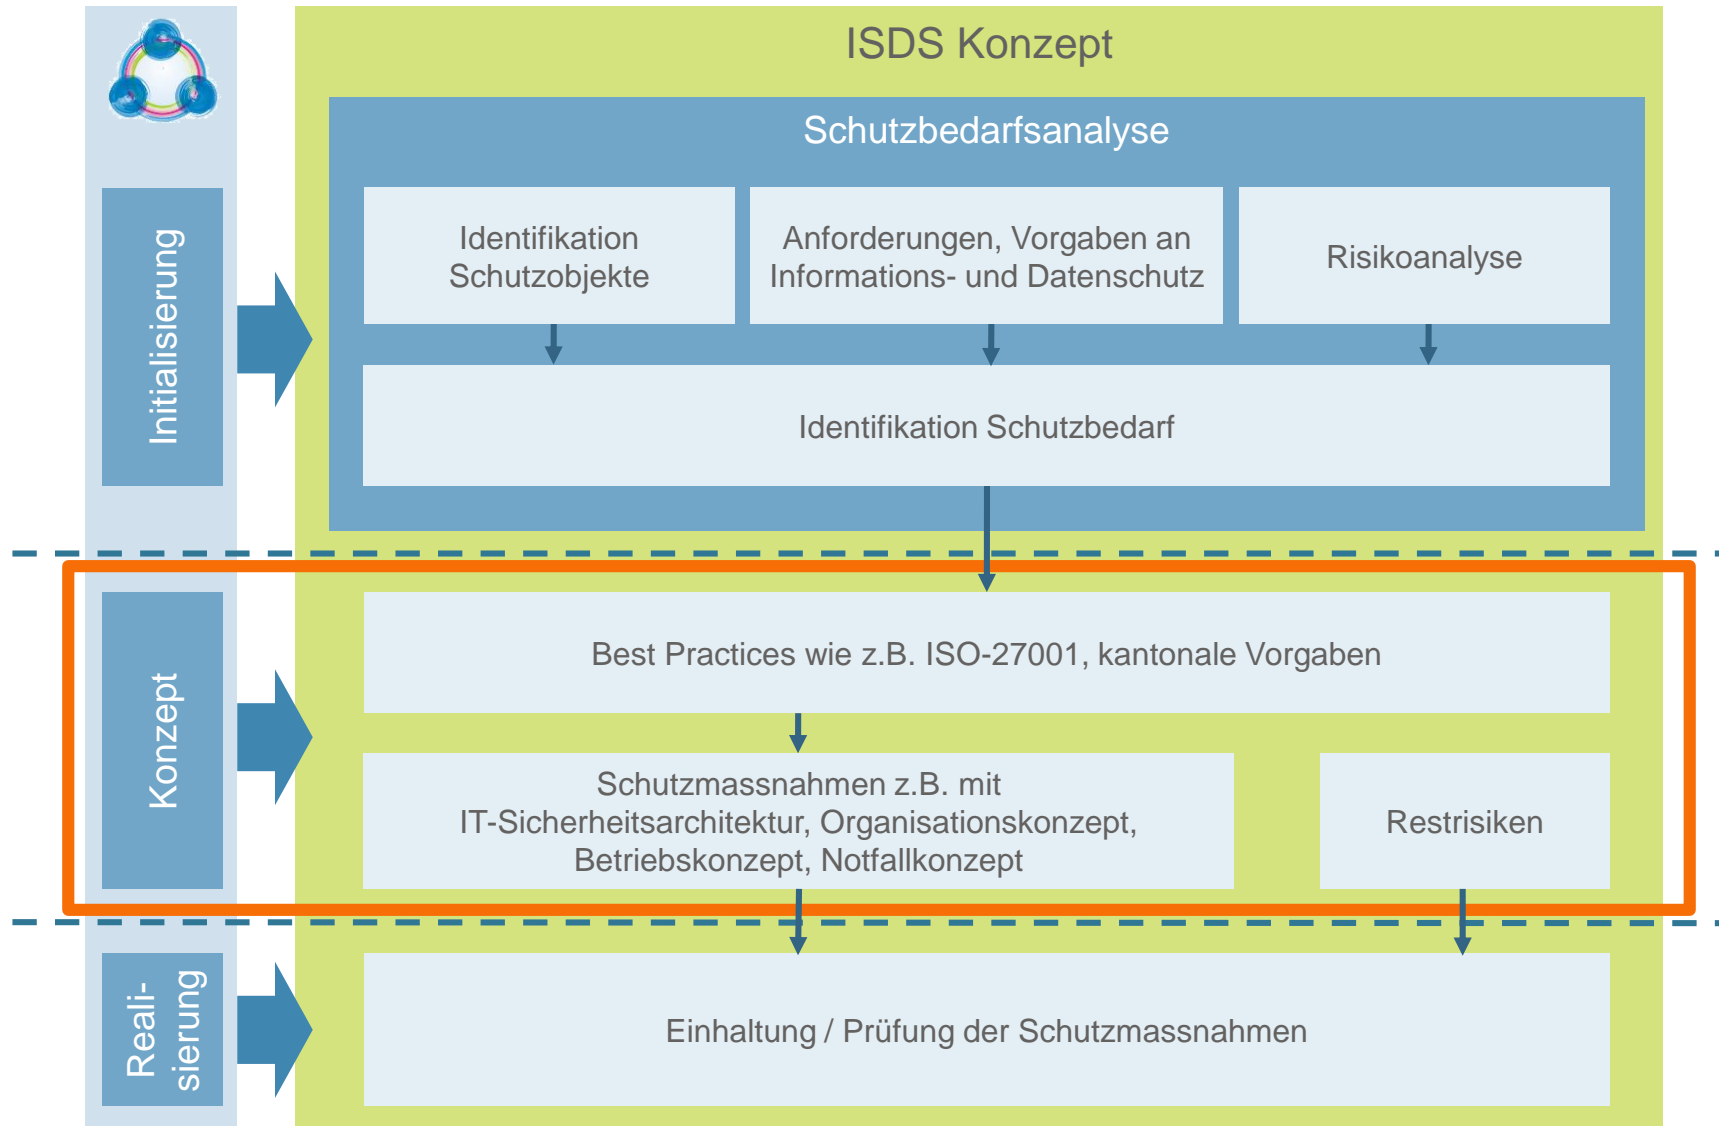 ISDS Konzept
Schutzbedarfsanalyse
Initialisierung
Identifikation
Schutzobjekte
Anforderungen, Vorgaben an
Informations- und Datenschutz
Risikoanalyse
Identifikation Schutzbedarf
Konzept
Best Practices wie z.B. ISO-27001, kantonale Vorgaben
Schutzmassnahmen z.B. mit
IT-Sicherheitsarchitektur, Organisationskonzept,
Betriebskonzept, Notfallkonzept
Restrisiken
Reali-
sierung
Einhaltung / Prüfung der Schutzmassnahmen